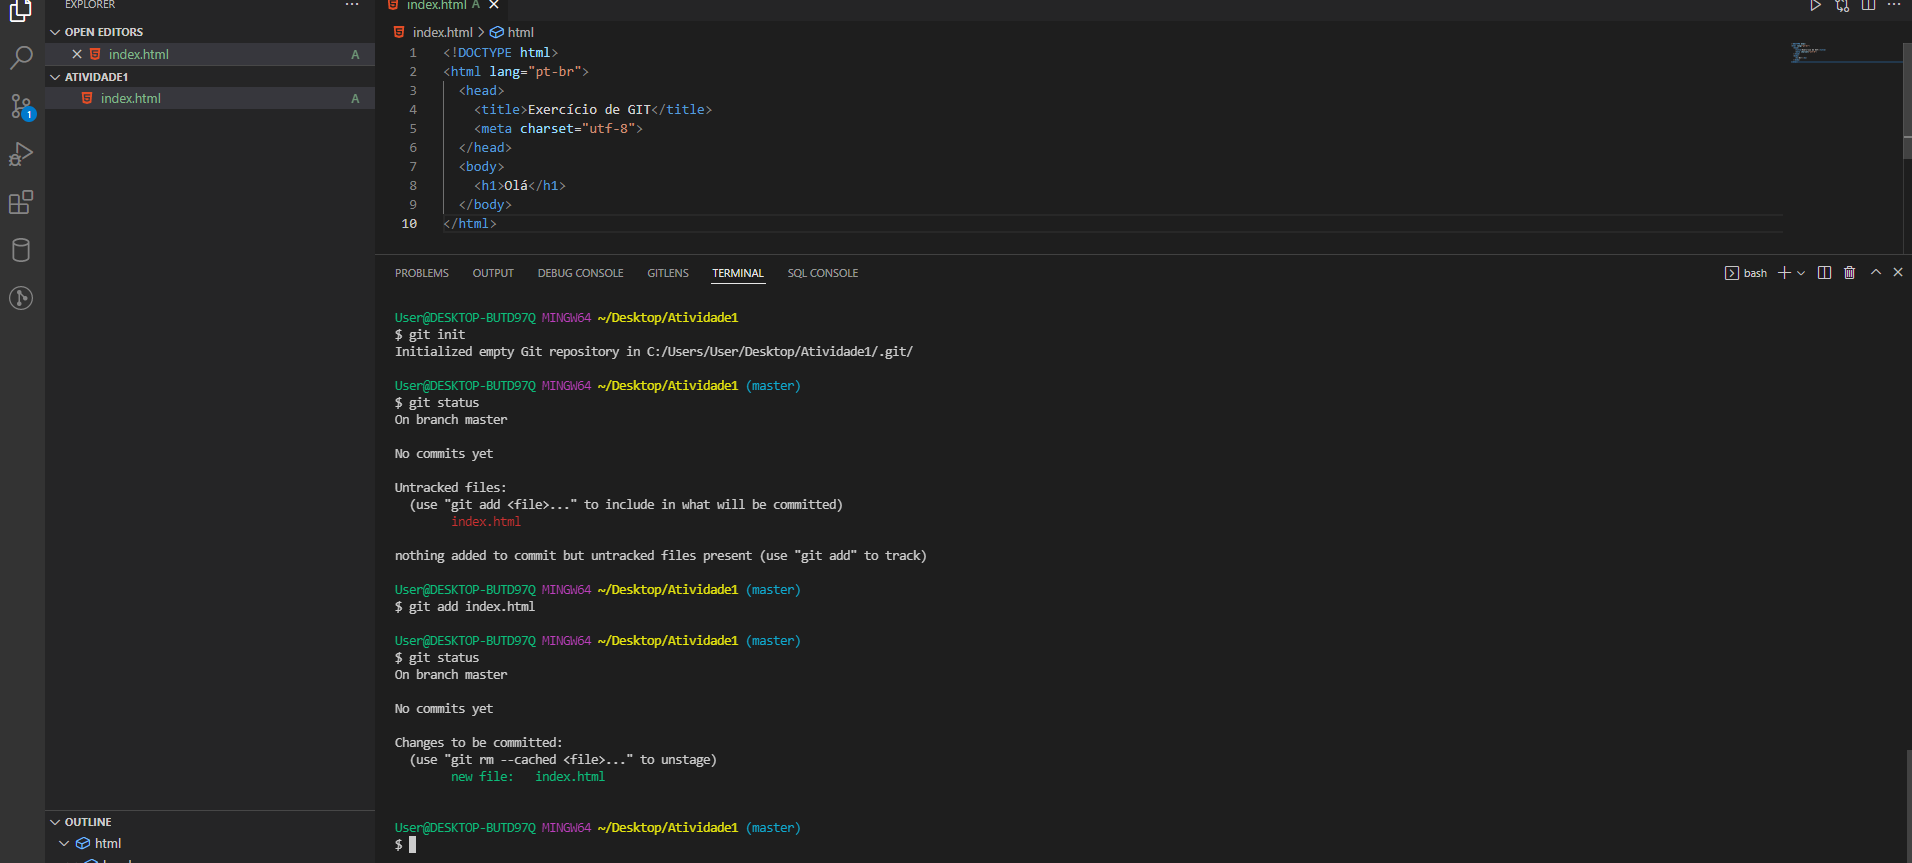 EXPLORER
OPEN EDITORS
index.html A
ATIVIDADE1
index.html A
1
OUTLINE
html
index.html A
index.html > html
1 <!DOCTYPE html>
2 <html lang="pt-br">
3 <head>
4 <title>Exercício de GIT</title>
5 <meta charset="utf-8">
6 </head>
7 <body>
8 <h1>Olá</h1>
9 </body>
10 </html>
PROBLEMS OUTPUT DEBUG CONSOLE GITLENS TERMINAL SQL CONSOLE bash
User@DESKTOP-BUTD97Q MINGW64 ~/Desktop/Atividade1
$ git init
Initialized empty Git repository in C:/Users/User/Desktop/Atividade1/.git/
User@DESKTOP-BUTD97Q MINGW64 ~/Desktop/Atividade1 (master)
$ git status
On branch master
No commits yet
Untracked files:
(use "git add <file>..." to include in what will be committed)
index.html
nothing added to commit but untracked files present (use "git add" to track)
User@DESKTOP-BUTD97Q MINGW64 ~/Desktop/Atividade1 (master)
$ git add index.html
User@DESKTOP-BUTD97Q MINGW64 ~/Desktop/Atividade1 (master)
$ git status
On branch master
No commits yet
Changes to be committed:
(use "git rm --cached <file>..." to unstage)
new file: index.html
User@DESKTOP-BUTD97Q MINGW64 ~/Desktop/Atividade1 (master)
$